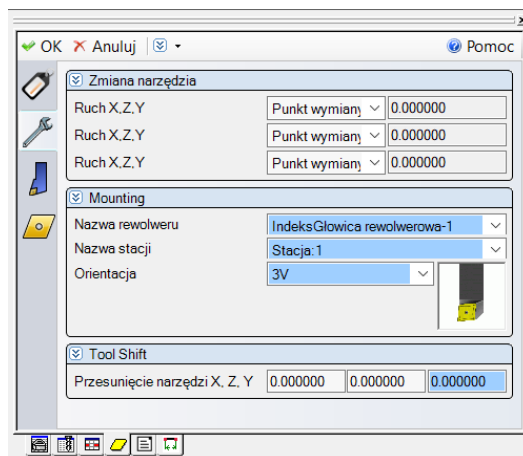 OK Anuluj Pomoc
Zmiana narzędzia
Ruch X,Z,Y Punkt wymiany 0.000000
Ruch X,Z,Y Punkt wymiany 0.000000
Ruch X,Z,Y Punkt wymiany 0.000000
Mounting
Nazwa rewolweru IndeksGłowica rewolwerowa-1
Nazwa stacji Stacja:1
Orientacja 3V
Tool Shift
Przesunięcie narzędzi X, Z, Y 0.000000 0.000000 0.000000